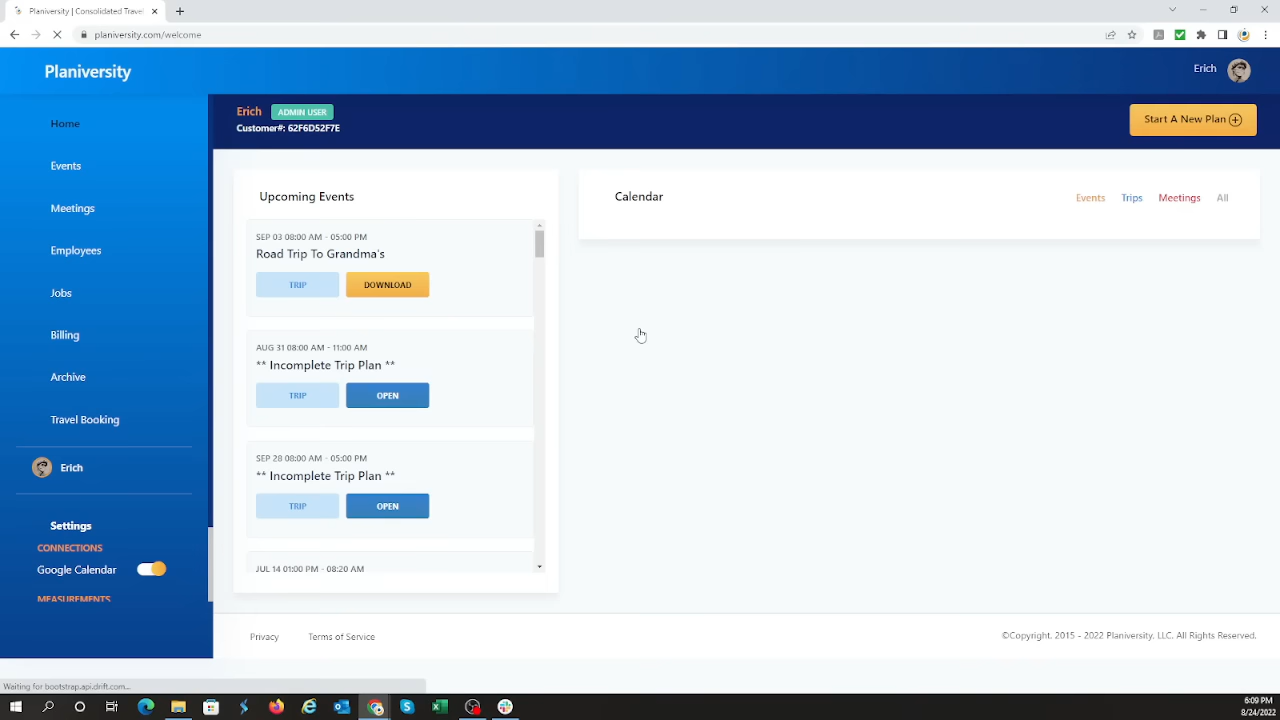 Planiversity | Consolidated Travel
planiversity.com/welcome
Planiversity
Erich
Home
Events
Meetings
Employees
Jobs
Billing
Archive
Travel Booking
Erich
Settings
CONNECTIONS
Google Calendar
MEASUREMENTS
Erich ADMIN USER
Customer#: 62F6D52F7E
Start A New Plan
Upcoming Events
SEP 03 08:00 AM - 05:00 PM
Road Trip To Grandma's
TRIP DOWNLOAD
AUG 31 08:00 AM - 11:00 AM
** Incomplete Trip Plan **
TRIP OPEN
SEP 28 08:00 AM - 05:00 PM
** Incomplete Trip Plan **
TRIP OPEN
JUL 14 01:00 PM - 08:20 AM
Calendar
Events Trips Meetings All
Privacy Terms of Service
©Copyright. 2015 - 2022 Planiversity, LLC. All Rights Reserved.
Waiting for bootstrap.api.drift.com...
6:09 PM
8/24/2022